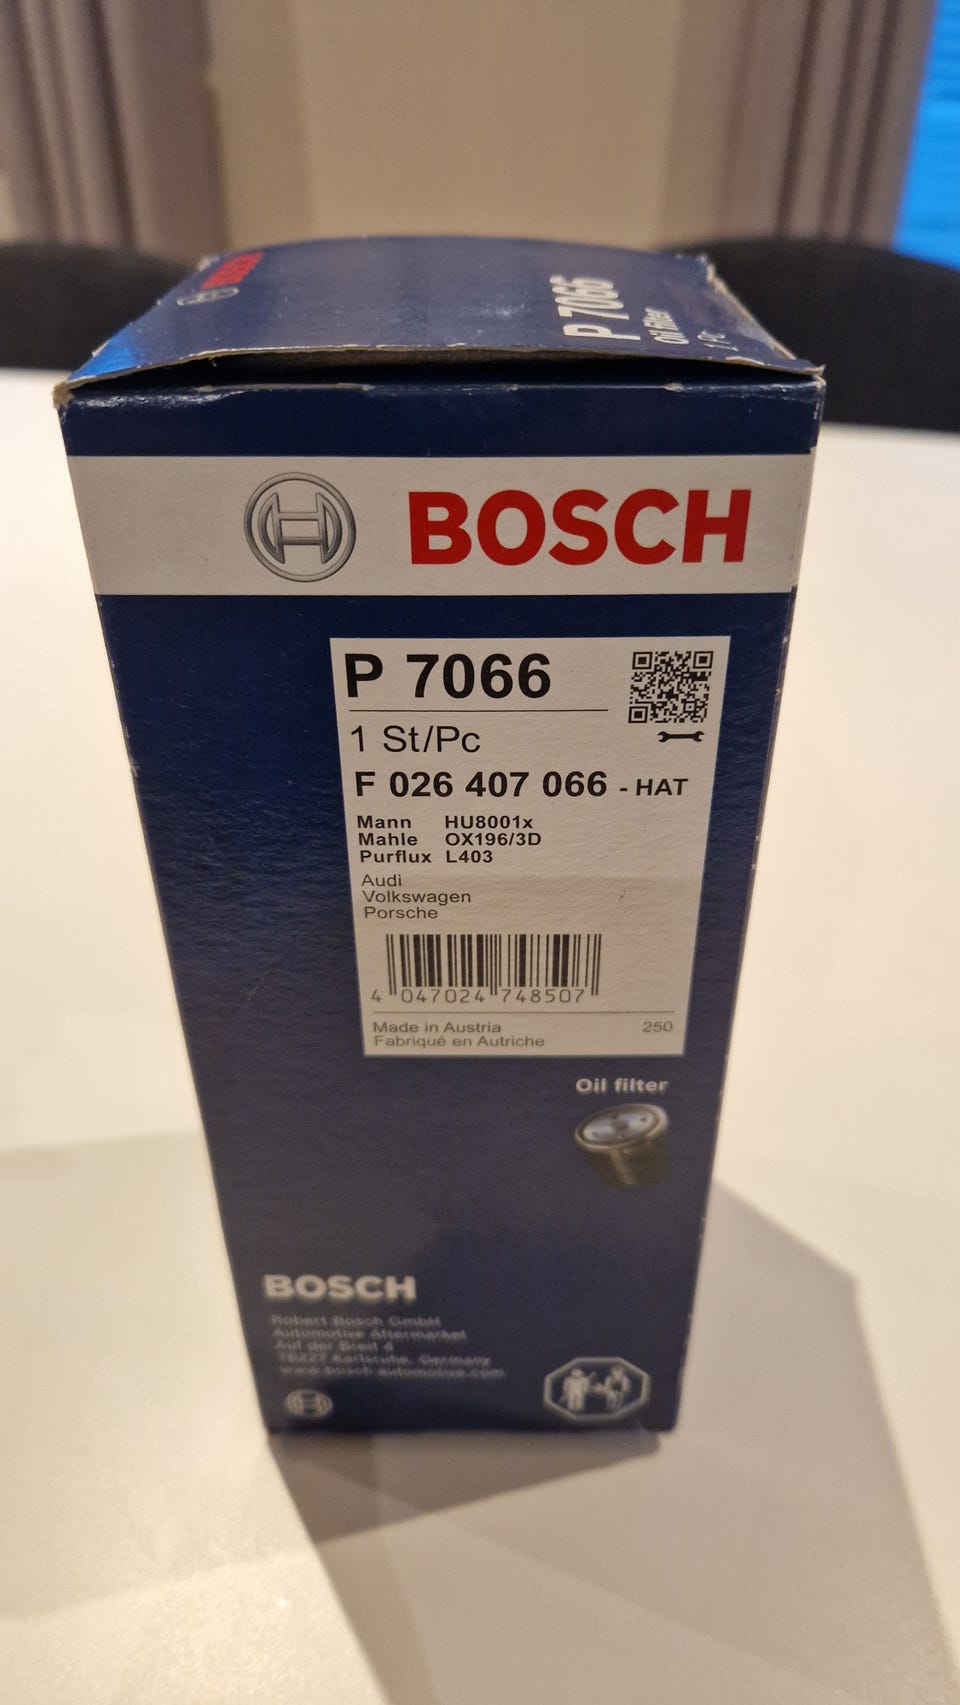 BOSCH
P 7066
Oil filter
1 Pc
BOSCH
P 7066
1 St/Pc
F 026 407 066 - HAT
Mann HU8001x
Mahle OX196/3D
Purflux L403
Audi
Volkswagen
Porsche
4 047024 748507
Made in Austria 250
Fabriqué en Autriche
Oil filter
BOSCH
Robert Bosch GmbH
Automotive Aftermarket
Auf der Breit 4
76227 Karlsruhe, Germany
www.bosch-automotive.com